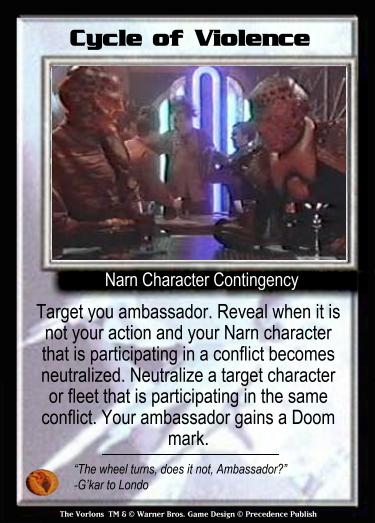 Cycle of Violence
Narn Character Contingency
Target you ambassador. Reveal when it is
not your action and your Narn character
that is participating in a conflict becomes
neutralized. Neutralize a target character
or fleet that is participating in the same
conflict. Your ambassador gains a Doom
mark.
"The wheel turns, does it not, Ambassador?"
-G'kar to Londo
The Vorlons TM & © Warner Bros. Game Design © Precedence Publish